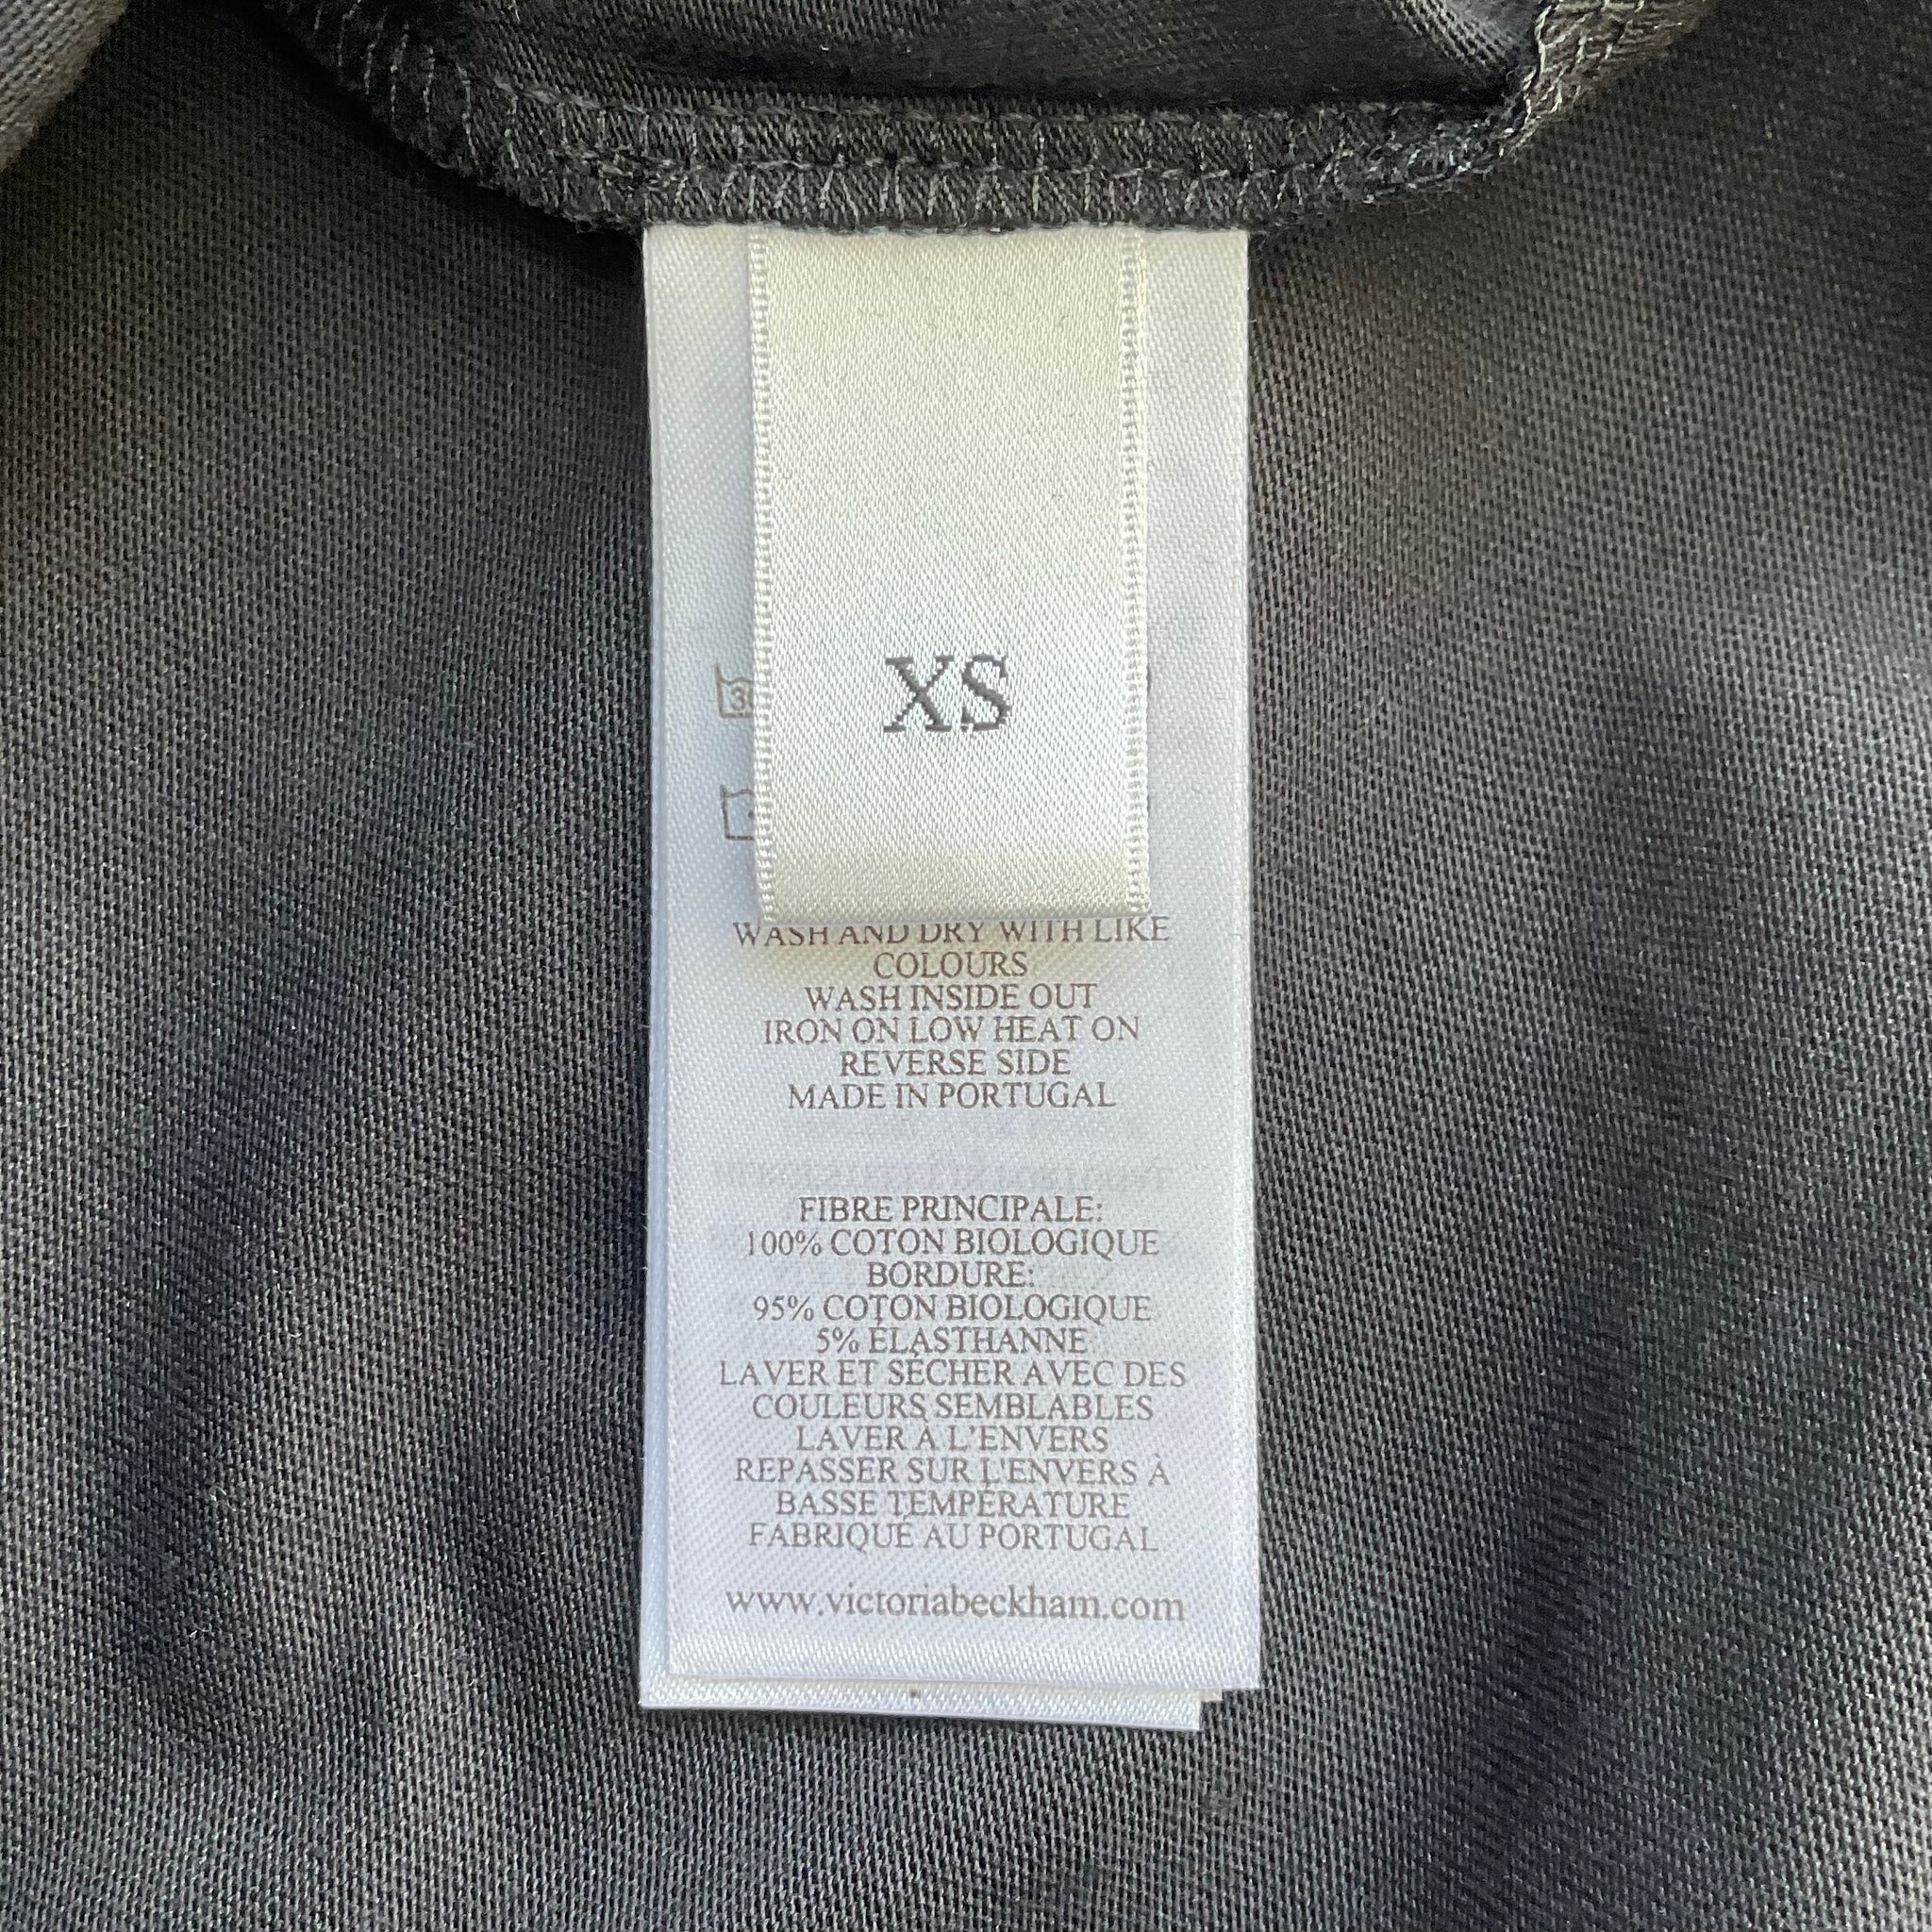 XS
WASH AND DRY WITH LIKE
COLOURS
WASH INSIDE OUT
IRON ON LOW HEAT ON
REVERSE SIDE
MADE IN PORTUGAL
FIBRE PRINCIPALE:
100% COTON BIOLOGIQUE
BORDURE:
95% COTON BIOLOGIQUE
5% ÉLASTHANNE
LAVER ET SÉCHER AVEC DES
COULEURS SEMBLABLES
LAVER À L'ENVERS
REPASSER SUR L'ENVERS À
BASSE TEMPÉRATURE
FABRIQUÉ AU PORTUGAL
www.victoriabeckham.com